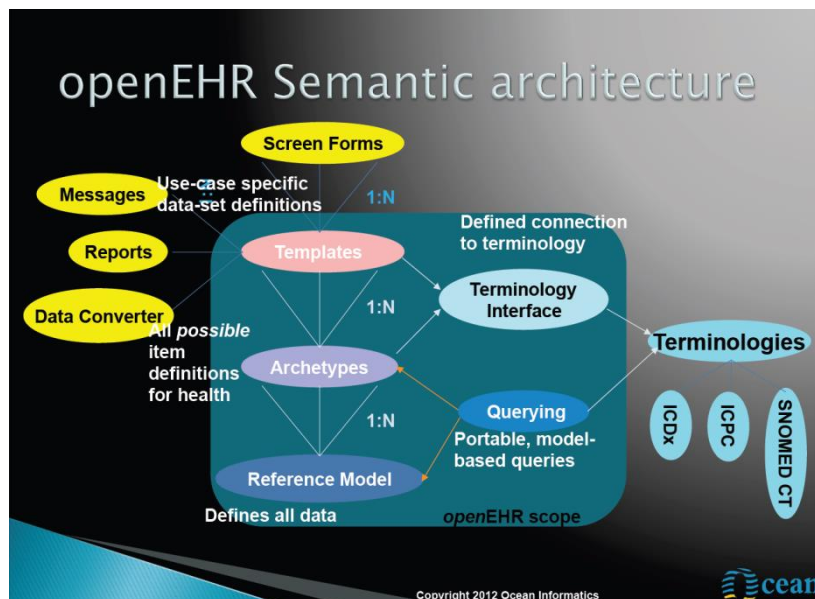 openEHR Semantic architecture
Screen Forms
Messages
Use-case specific
data-set definitions
1:N
Reports
Templates
Defined connection
to terminology
Data Converter
1:N
Terminology
Interface
All possible
item
definitions
for health
Archetypes
Terminologies
1:N
Querying
Portable, model-
based queries
ICDx
ICPC
SNOMED CT
Reference Model
Defines all data
openEHR scope
Copyright 2012 Ocean Informatics
Ocean